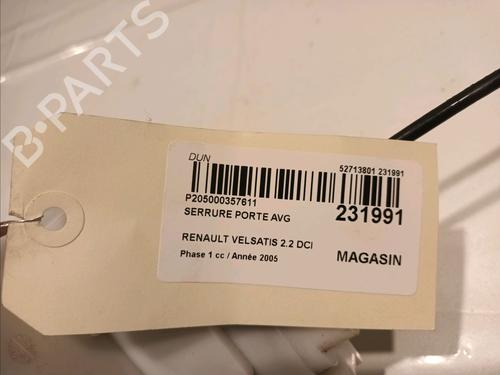 B-PARTS
DUN
52713801 231991
P205000357611
SERRURE PORTE AVG
231991
RENAULT VELSATIS 2.2 DCI
Phase 1 cc / Année 2005
MAGASIN